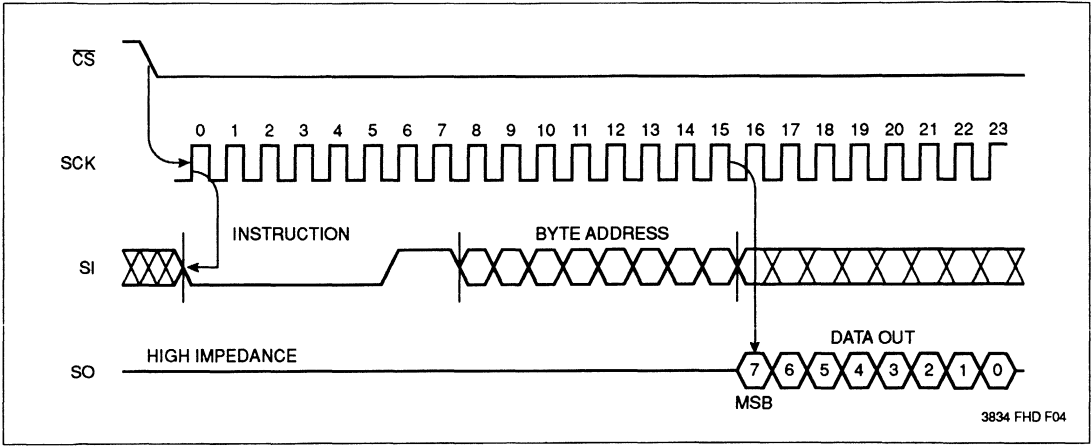 CS
0 1 2 3 4 5 6 7 8 9 10 11 12 13 14 15 16 17 18 19 20 21 22 23
SCK
INSTRUCTION BYTE ADDRESS
SI
DATA OUT
HIGH IMPEDANCE
SO 7 6 5 4 3 2 1 0
MSB
3834 FHD F04